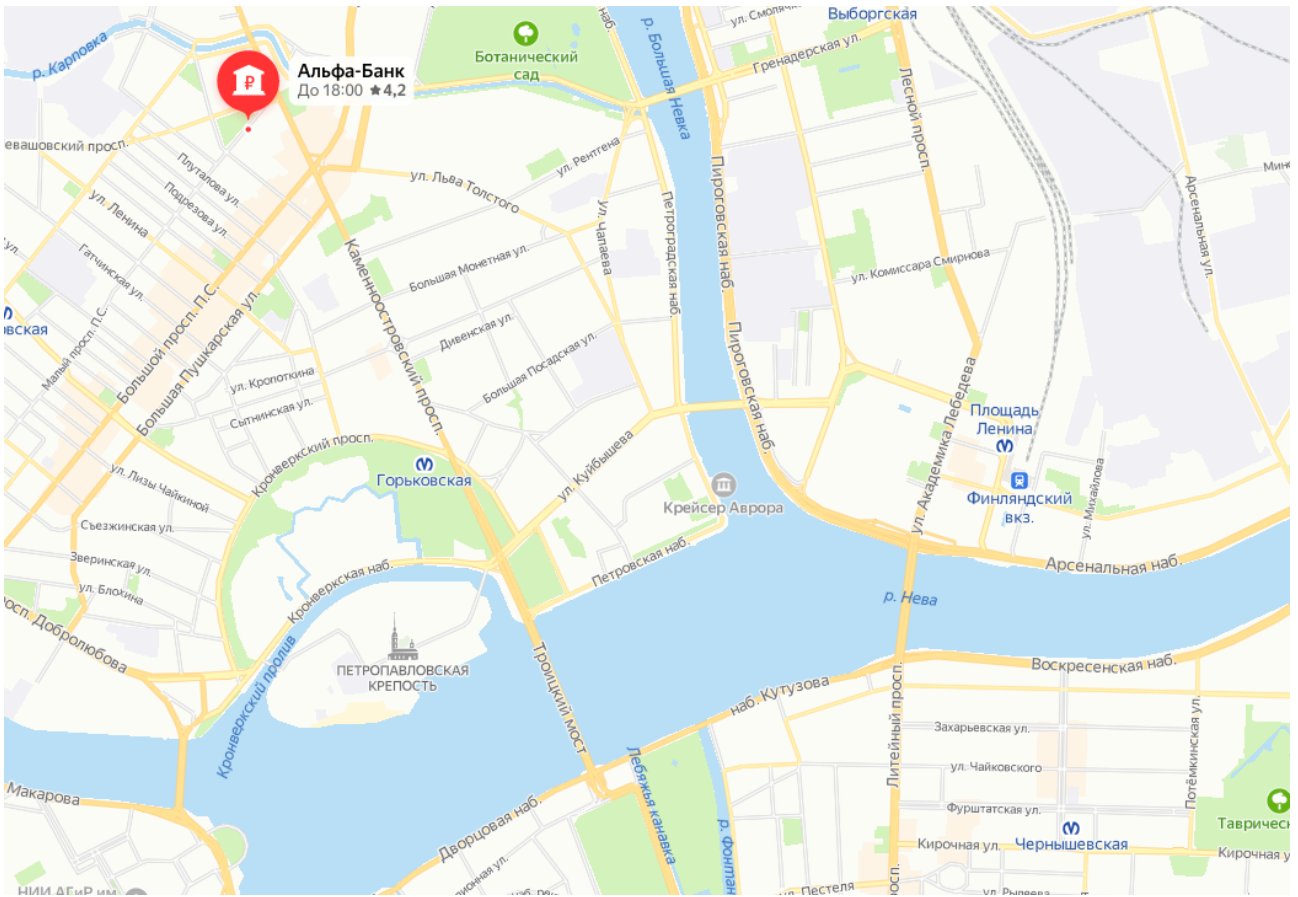 ул. Смолячк
Выборгская
наб.
р. Большая Невка
Гренадерская ул.
р. Карповка
Ботанический
сад
Альфа-Банк
До 18:00 ★4,2
Лесной просп.
евашовский просп.
Плуталова ул.
ул. Рентгена
ул. Льва Толстого
Подрезова ул.
ул. Ленина
Пироговская наб.
Арсенальная ул.
Петроградская наб.
ул. Чапаева
Гатчинская ул.
Большая Монетная ул.
ул. Комиссара Смирнова
Каменноостровский просп.
овская
Малый просп. П.С.
Большой просп. П.С.
Большая Пушкарская ул.
Дивенская ул.
Большая Посадская ул.
Пироговская наб.
ул. Кропоткина
Сытнинская ул.
ул. Академика Лебедева
Площадь
Ленина
Кронверкский просп.
ул. Куйбышева
Горьковская
ул. Лизы Чайкиной
Крейсер Аврора
Финляндский
вкз.
ул. Михайлова
Съезжинская ул.
Зверинская ул.
ул. Блохина
Кронверкская наб.
Петровская наб.
Арсенальная наб.
р. Нева
просп. Добролюбова
ПЕТРОПАВЛОВСКАЯ
КРЕПОСТЬ
Кронверкский пролив
Троицкий мост
Воскресенская наб.
наб. Кутузова
Литейный просп.
Захарьевская ул.
Потёмкинская ул.
ул. Чайковского
Лебяжья канавка
Макарова
Дворцовая наб.
Фурштатская ул.
Таврическ
р. Фонтан
Кирочная ул.
Чернышевская
Кирочная у
ул. Пестеля
ул. Рылеева
НИИ АГиР им